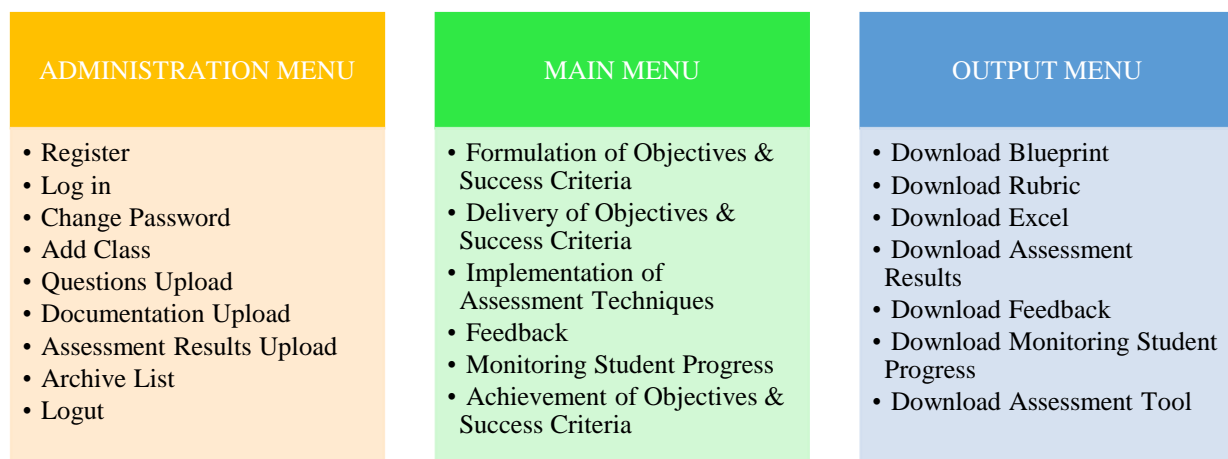 ADMINISTRATION MENU
• Register
• Log in
• Change Password
• Add Class
• Questions Upload
• Documentation Upload
• Assessment Results Upload
• Archive List
• Logut
MAIN MENU
• Formulation of Objectives &
Success Criteria
• Delivery of Objectives &
Success Criteria
• Implementation of
Assessment Techniques
• Feedback
• Monitoring Student Progress
• Achievement of Objectives &
Success Criteria
OUTPUT MENU
• Download Blueprint
• Download Rubric
• Download Excel
• Download Assessment
Results
• Download Feedback
• Download Monitoring Student
Progress
• Download Assessment Tool